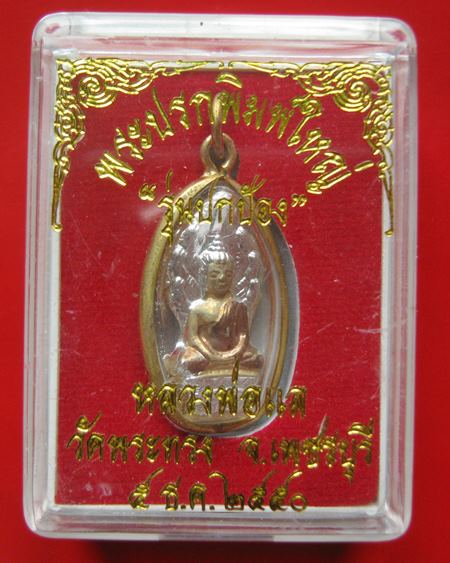 พระปรกพิมพ์ใหญ่
“รุ่นปกป้อง”
หลวงพ่อแล
วัดพระทรง จ.เพชรบุรี
๕ ธ.ค. ๒๕๕๐